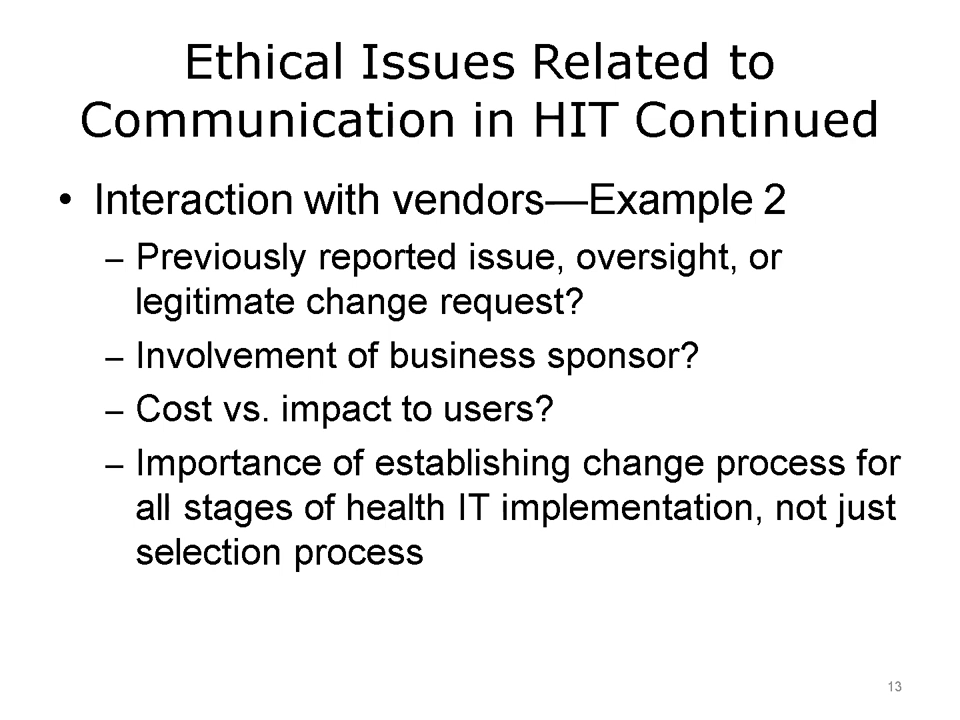 Ethical Issues Related to
Communication in HIT Continued
• Interaction with vendors—Example 2
– Previously reported issue, oversight, or
legitimate change request?
– Involvement of business sponsor?
– Cost vs. impact to users?
– Importance of establishing change process for
all stages of health IT implementation, not just
selection process
13